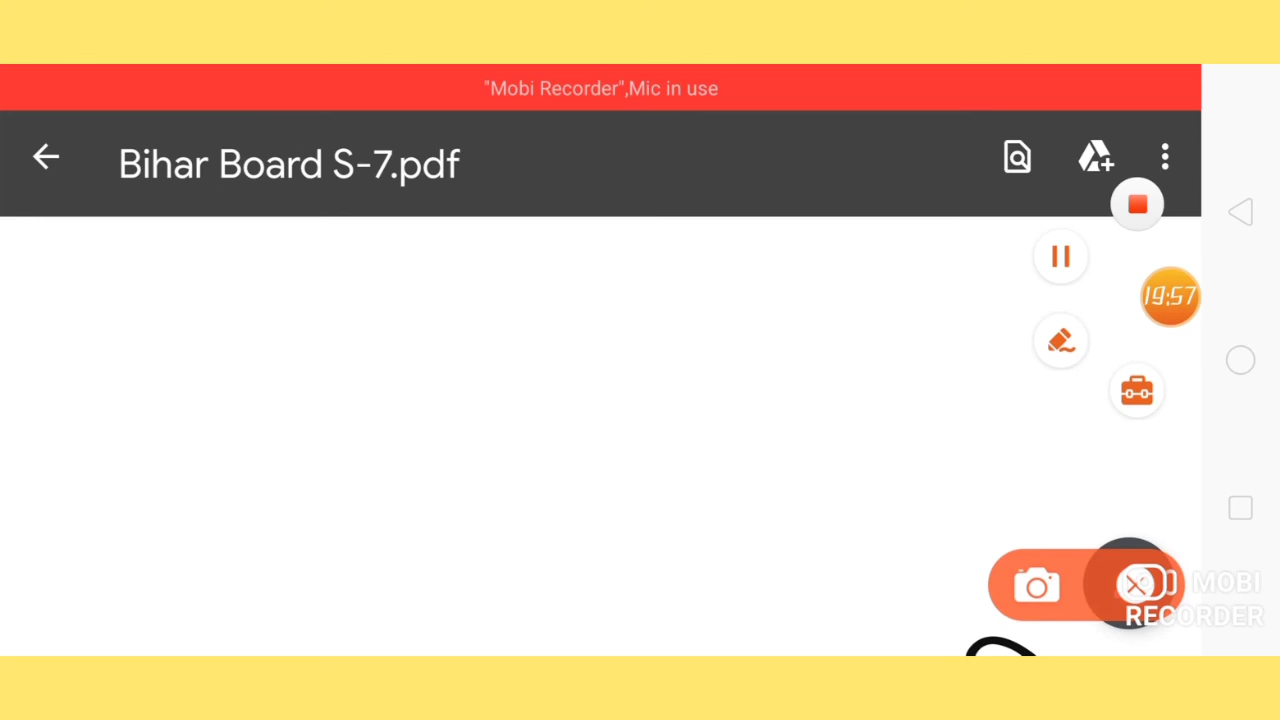 "Mobi Recorder",Mic in use
Bihar Board S-7.pdf
19:57
MOBI
RECORDER